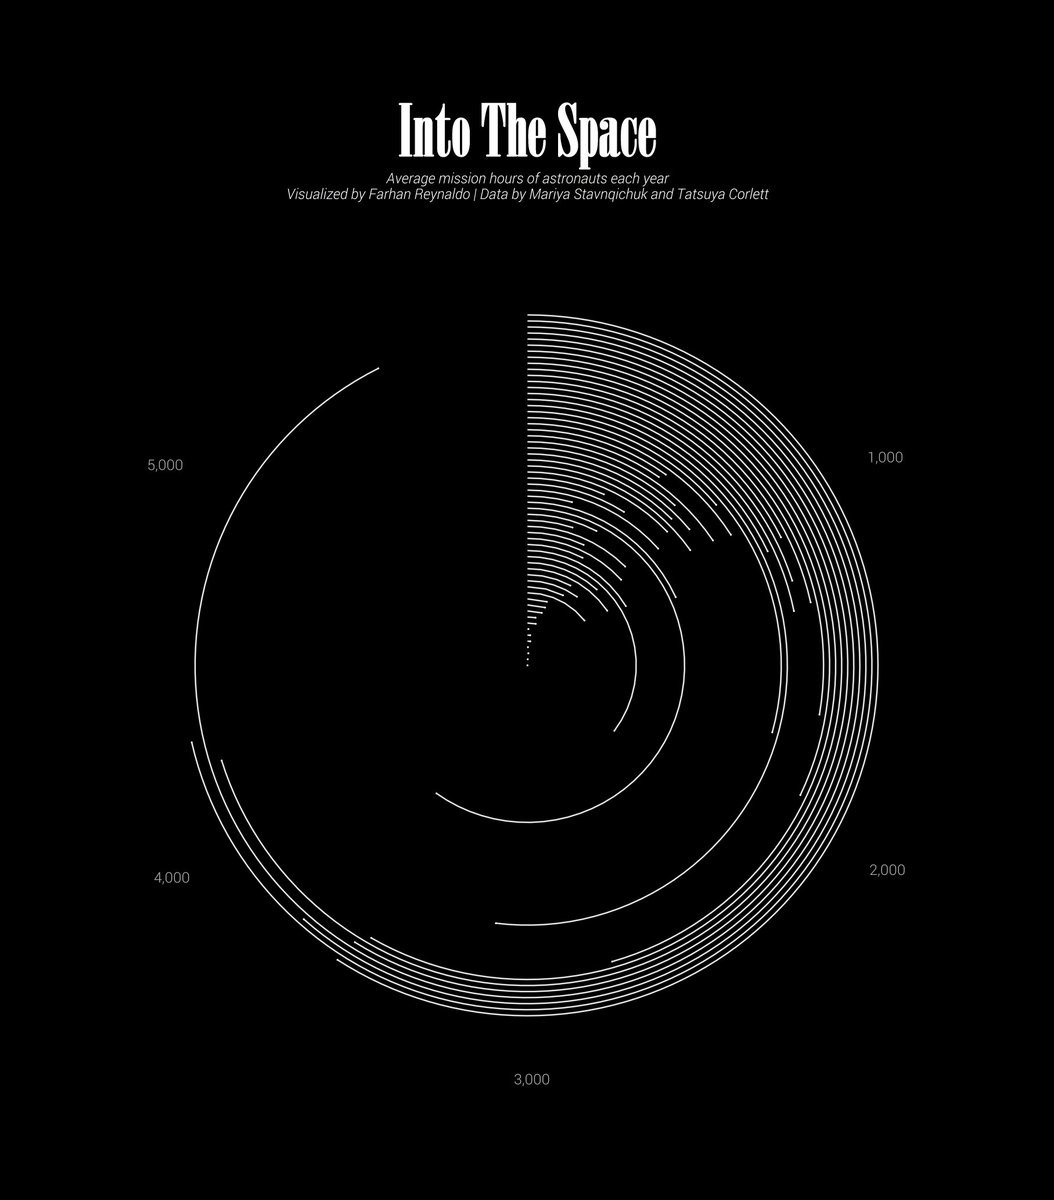 Into The Space
Average mission hours of astronauts each year
Visualized by Farhan Reynaldo | Data by Mariya Stavnqichuk and Tatsuya Corlett
1,000
5,000
2,000
4,000
3,000